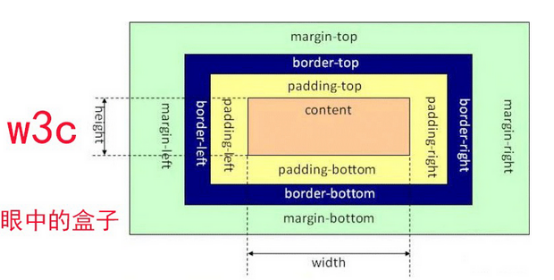 margin-top
border-top
padding-top
content
w3c
眼中的盒子
height
margin-left
border-left
padding-left
padding-right
border-right
margin-right
padding-bottom
border-bottom
margin-bottom
width